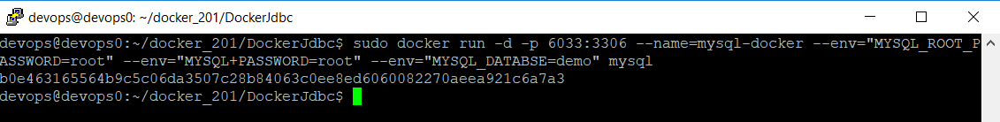 devops@devops0: ~/docker_201/DockerJdbc
devops@devops0:~/docker_201/DockerJdbc$ sudo docker run -d -p 6033:3306 --name=mysql-docker --env="MYSQL_ROOT_P
ASSWORD=root" --env="MYSQL+PASSWORD=root" --env="MYSQL_DATABSE=demo" mysql
b0e463165564b9c5c06da3507c28b84063c0ee8ed6060082270aeea921c6a7a3
devops@devops0:~/docker_201/DockerJdbc$